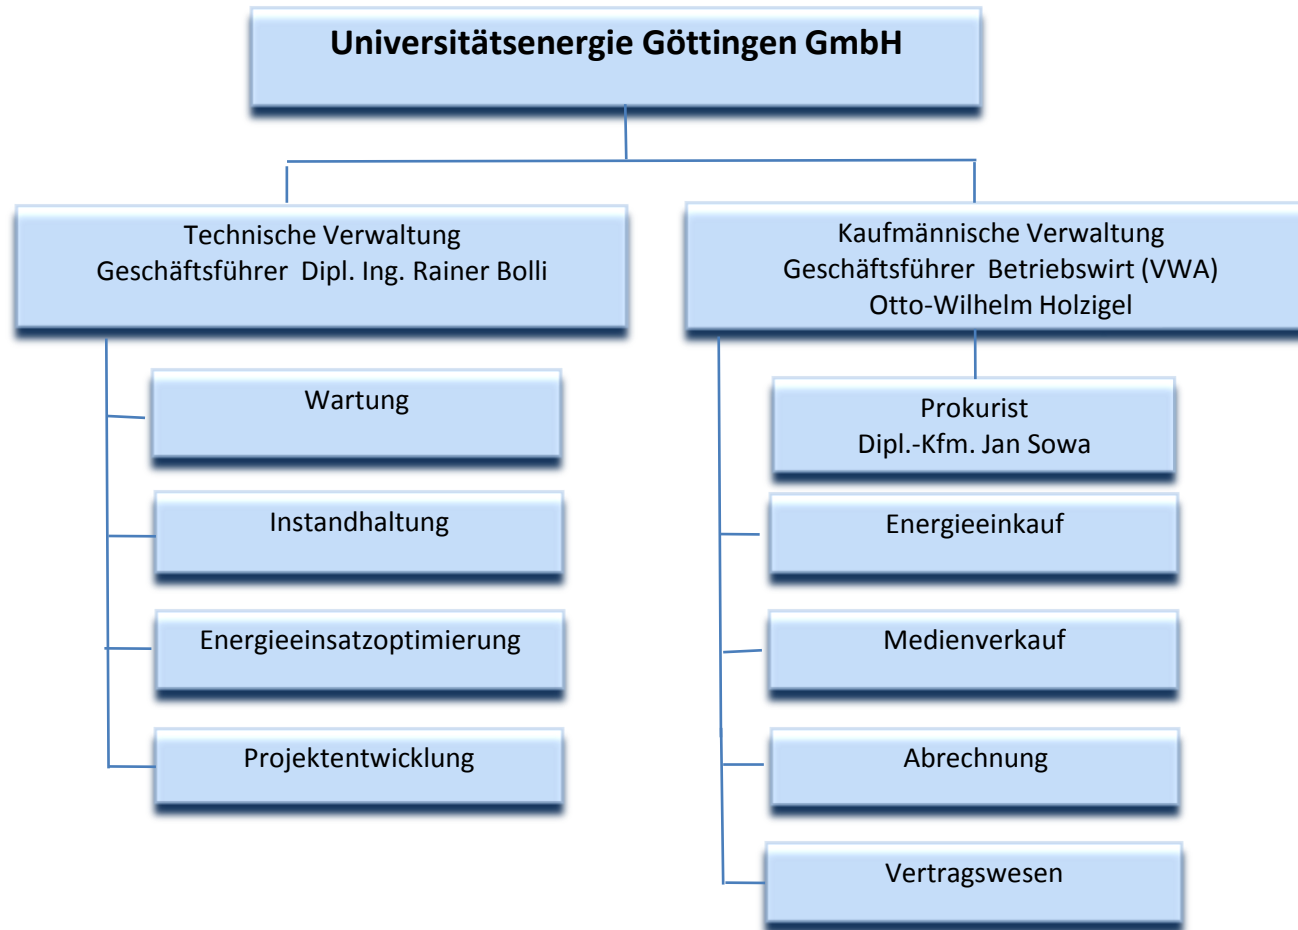 Universitätsenergie Göttingen GmbH
Technische Verwaltung
Geschäftsführer Dipl. Ing. Rainer Bolli
Wartung
Instandhaltung
Energieeinsatzoptimierung
Projektentwicklung
Kaufmännische Verwaltung
Geschäftsführer Betriebswirt (VWA)
Otto-Wilhelm Holzigel
Prokurist
Dipl.-Kfm. Jan Sowa
Energieeinkauf
Medienverkauf
Abrechnung
Vertragswesen